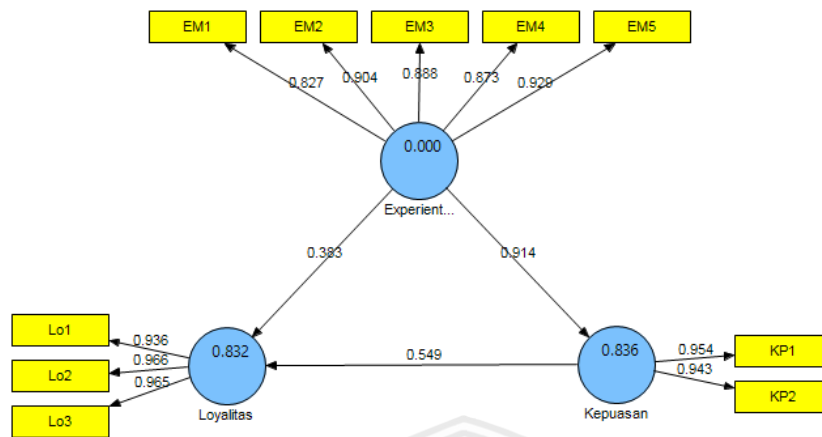 EM1 EM2 EM3 EM4 EM5
0.827 0.904 0.888 0.873 0.929
0.000
Experient...
0.383 0.914
Lo1
Lo2
Lo3
0.936
0.966
0.965
0.832
Loyalitas
0.549
0.836
Kepuasan
0.954
0.943
KP1
KP2